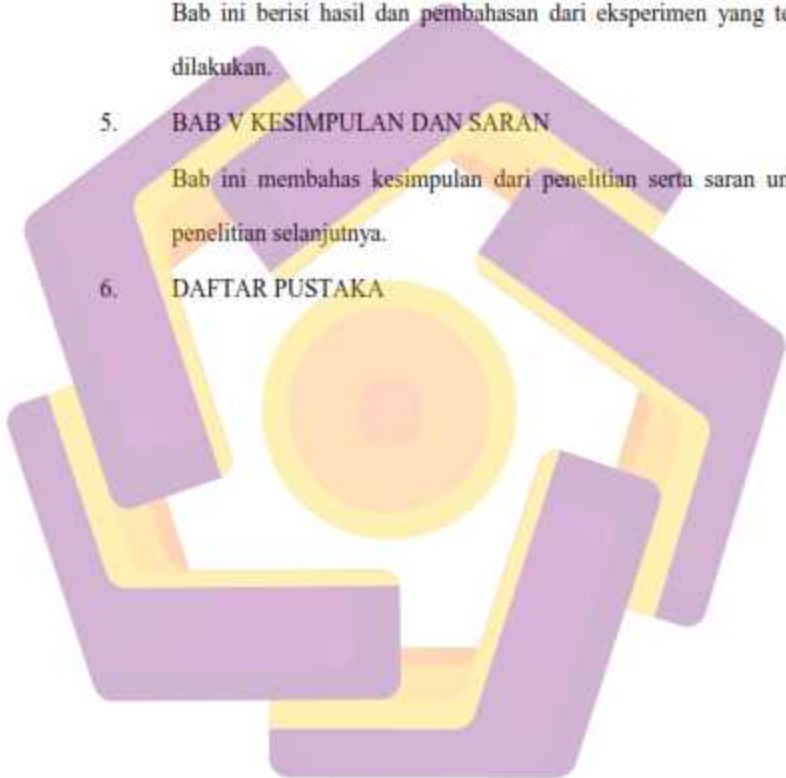 Bab ini berisi hasil dan pembahasan dari eksperimen yang
dilakukan.
5. BAB V KESIMPULAN DAN SARAN
Bab ini membahas kesimpulan dari penelitian serta saran
penelitian selanjutnya.
6. DAFTAR PUSTAKA